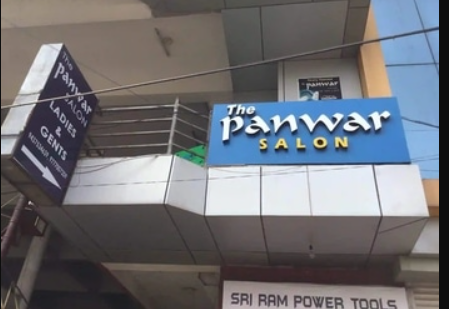 The
Panwar
SALON
LADIES
&
GENTS
The
Panwar
SALON
SRI RAM POWER TOOLS